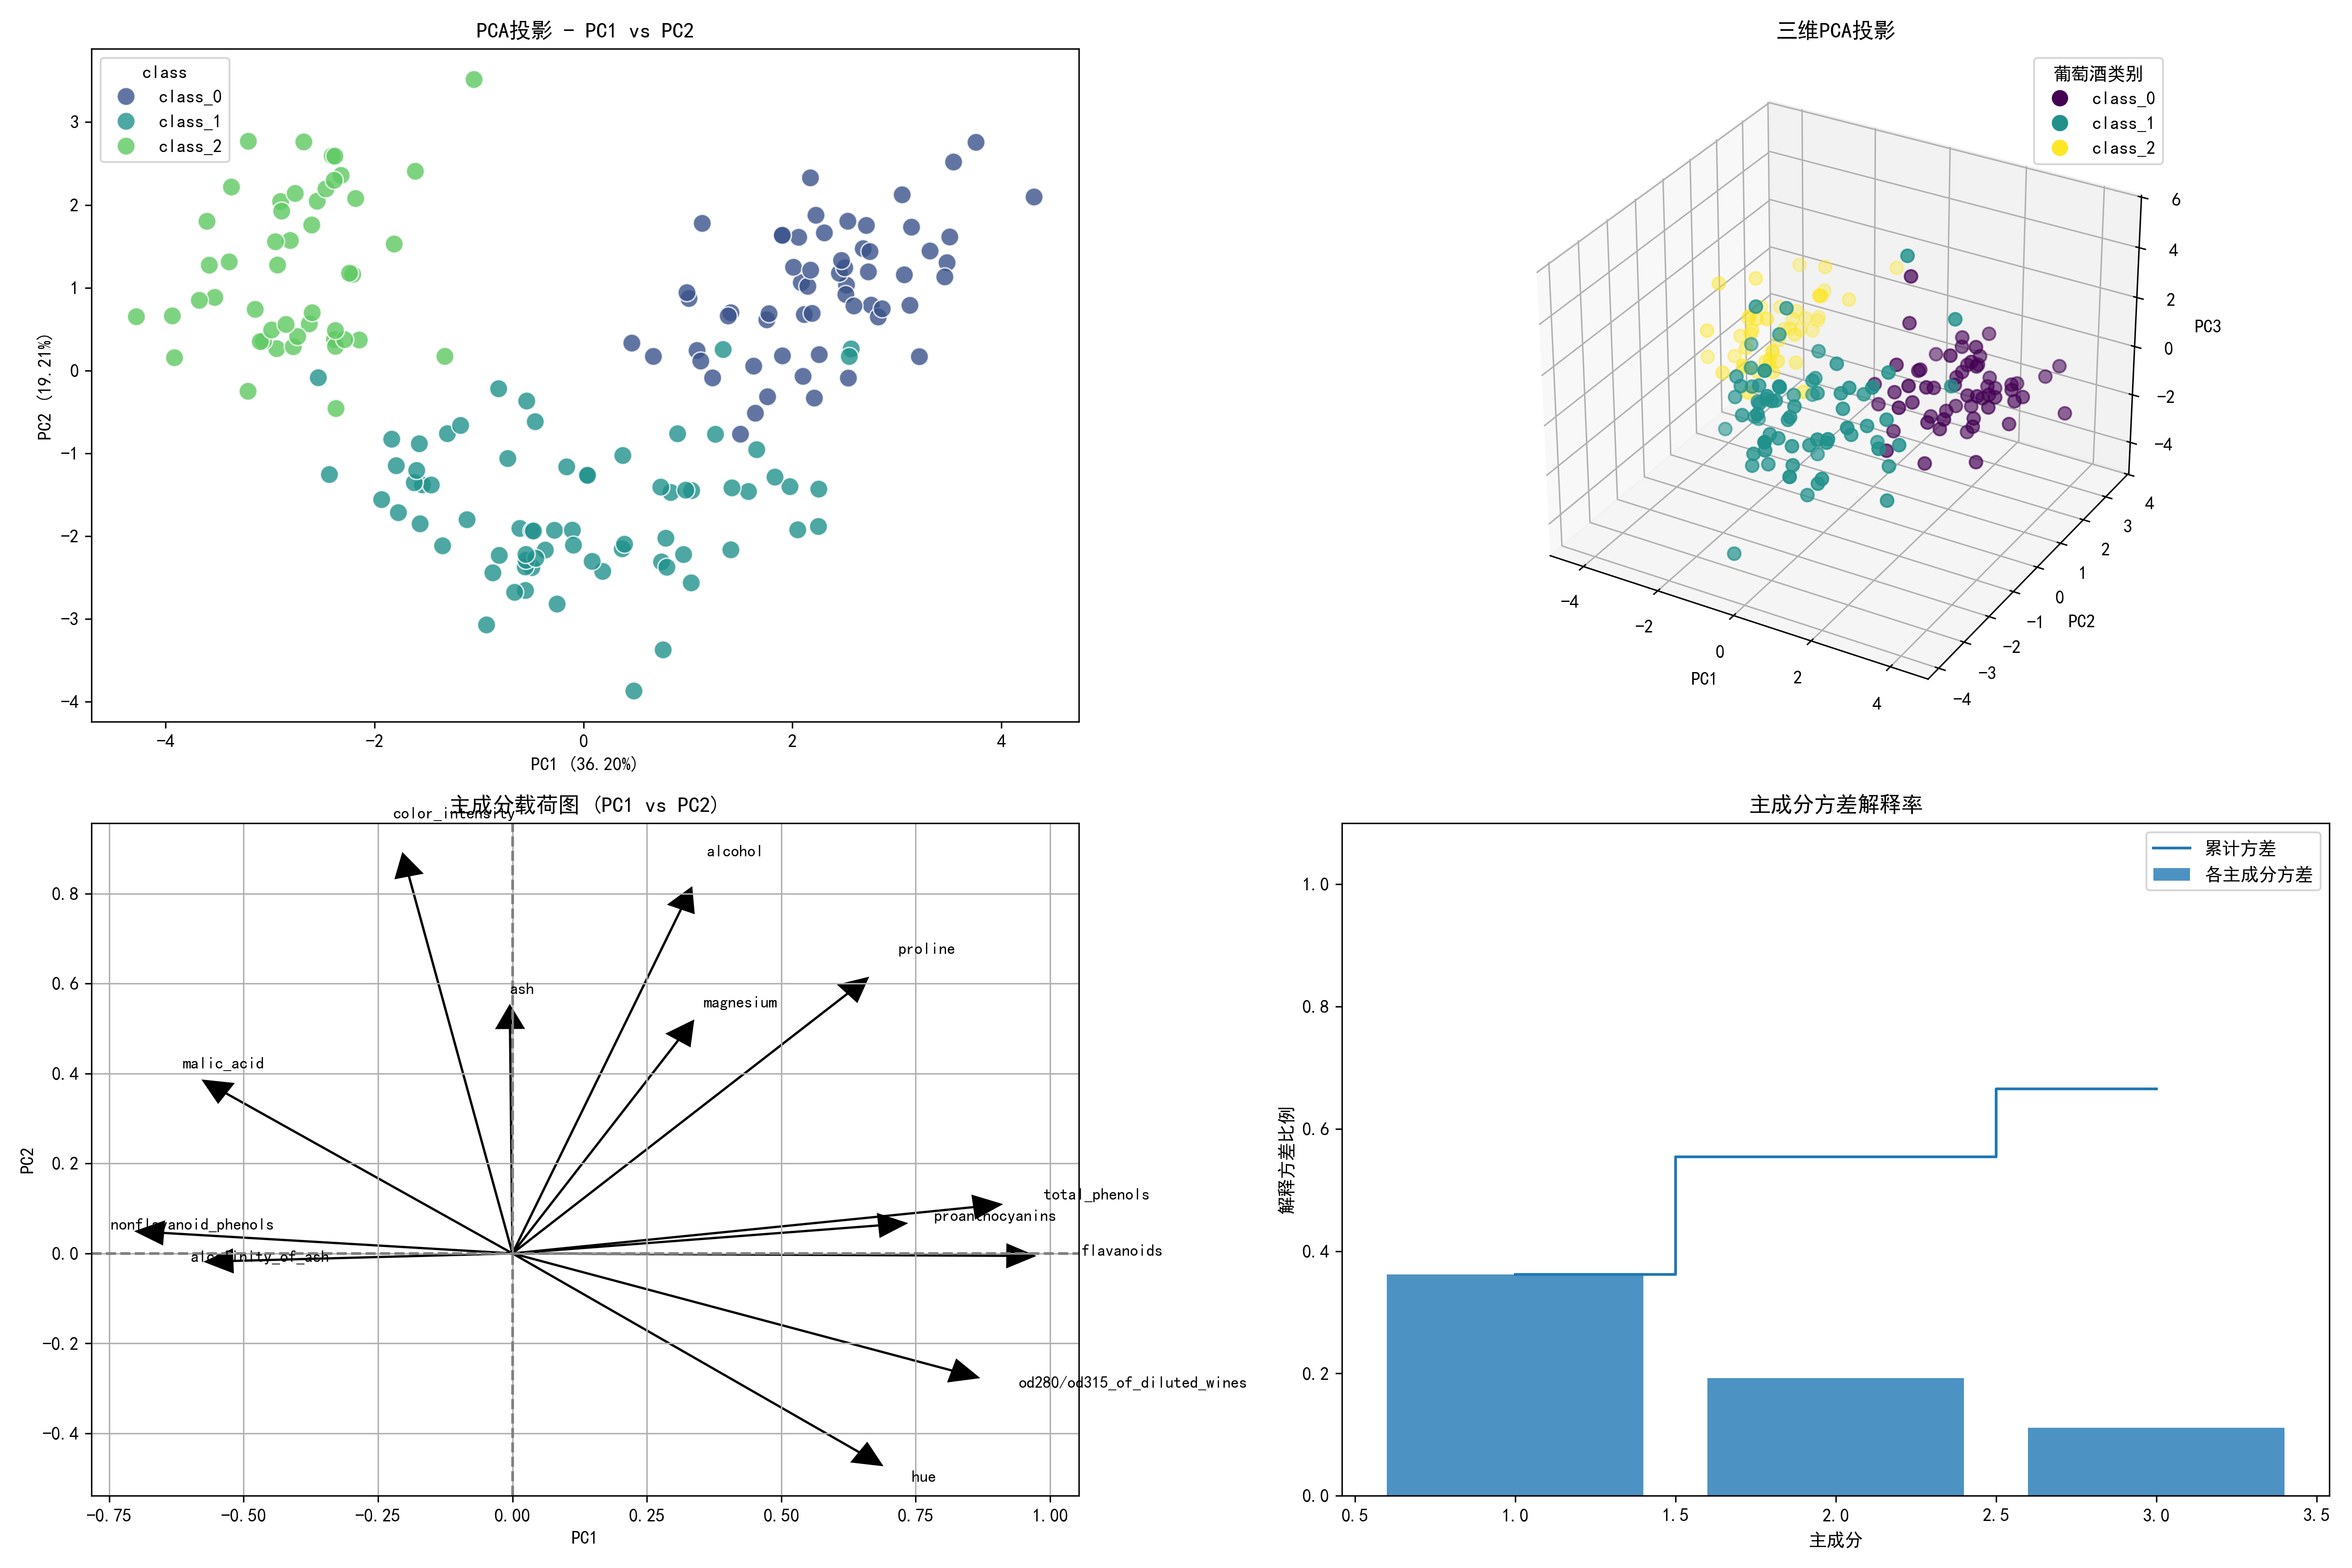 PCA投影 - PC1 vs PC2
class
class_0
class_1
class_2
3
2
1
0
-1
-2
-3
-4
PC2 (19.21%)
-4
-2
0
2
4
PC1 (36.20%)
三维PCA投影
葡萄酒类别
class_0
class_1
class_2
6
4
2
0
-2
-4
PC3
4
3
2
1
0
-1
-2
-3
-4
PC2
-4
-2
0
2
4
PC1
主成分载荷图 (PC1 vs PC2)
color_intensity
alcohol
proline
ash
magnesium
malic_acid
total_phenols
proanthocyanins
nonflavanoid_phenols
flavanoids
alcalinity_of_ash
od280/od315_of_diluted_wines
hue
0.8
0.6
0.4
0.2
0.0
-0.2
-0.4
PC2
-0.75
-0.50
-0.25
0.00
0.25
0.50
0.75
1.00
PC1
主成分方差解释率
累计方差
各主成分方差
1.0
0.8
0.6
0.4
0.2
0.0
解释方差比例
0.5
1.0
1.5
2.0
2.5
3.0
3.5
主成分